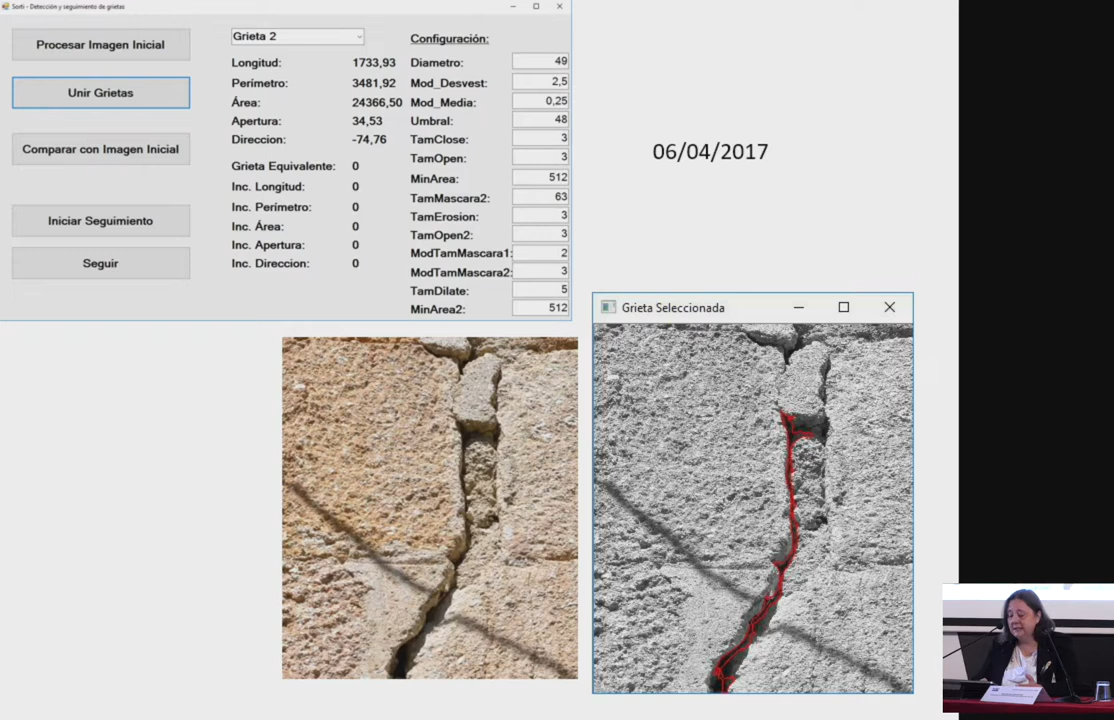 Sorti - Detección y seguimiento de grietas
Procesar Imagen Inicial
Unir Grietas
Comparar con Imagen Inicial
Iniciar Seguimiento
Seguir
Grieta 2
Longitud: 1733,93
Perímetro: 3481,92
Área: 24366,50
Apertura: 34,53
Direccion: -74,76
Grieta Equivalente: 0
Inc. Longitud: 0
Inc. Perímetro: 0
Inc. Área: 0
Inc. Apertura: 0
Inc. Direccion: 0
Configuración:
Diametro: 49
Mod_Desvest: 2,5
Mod_Media: 0,25
Umbral: 48
TamClose: 3
TamOpen: 3
MinArea: 512
TamMascara2: 63
TamErosion: 3
TamOpen2: 3
ModTamMascara1: 2
ModTamMascara2: 3
TamDilate: 5
MinArea2: 512
06/04/2017
Grieta Seleccionada